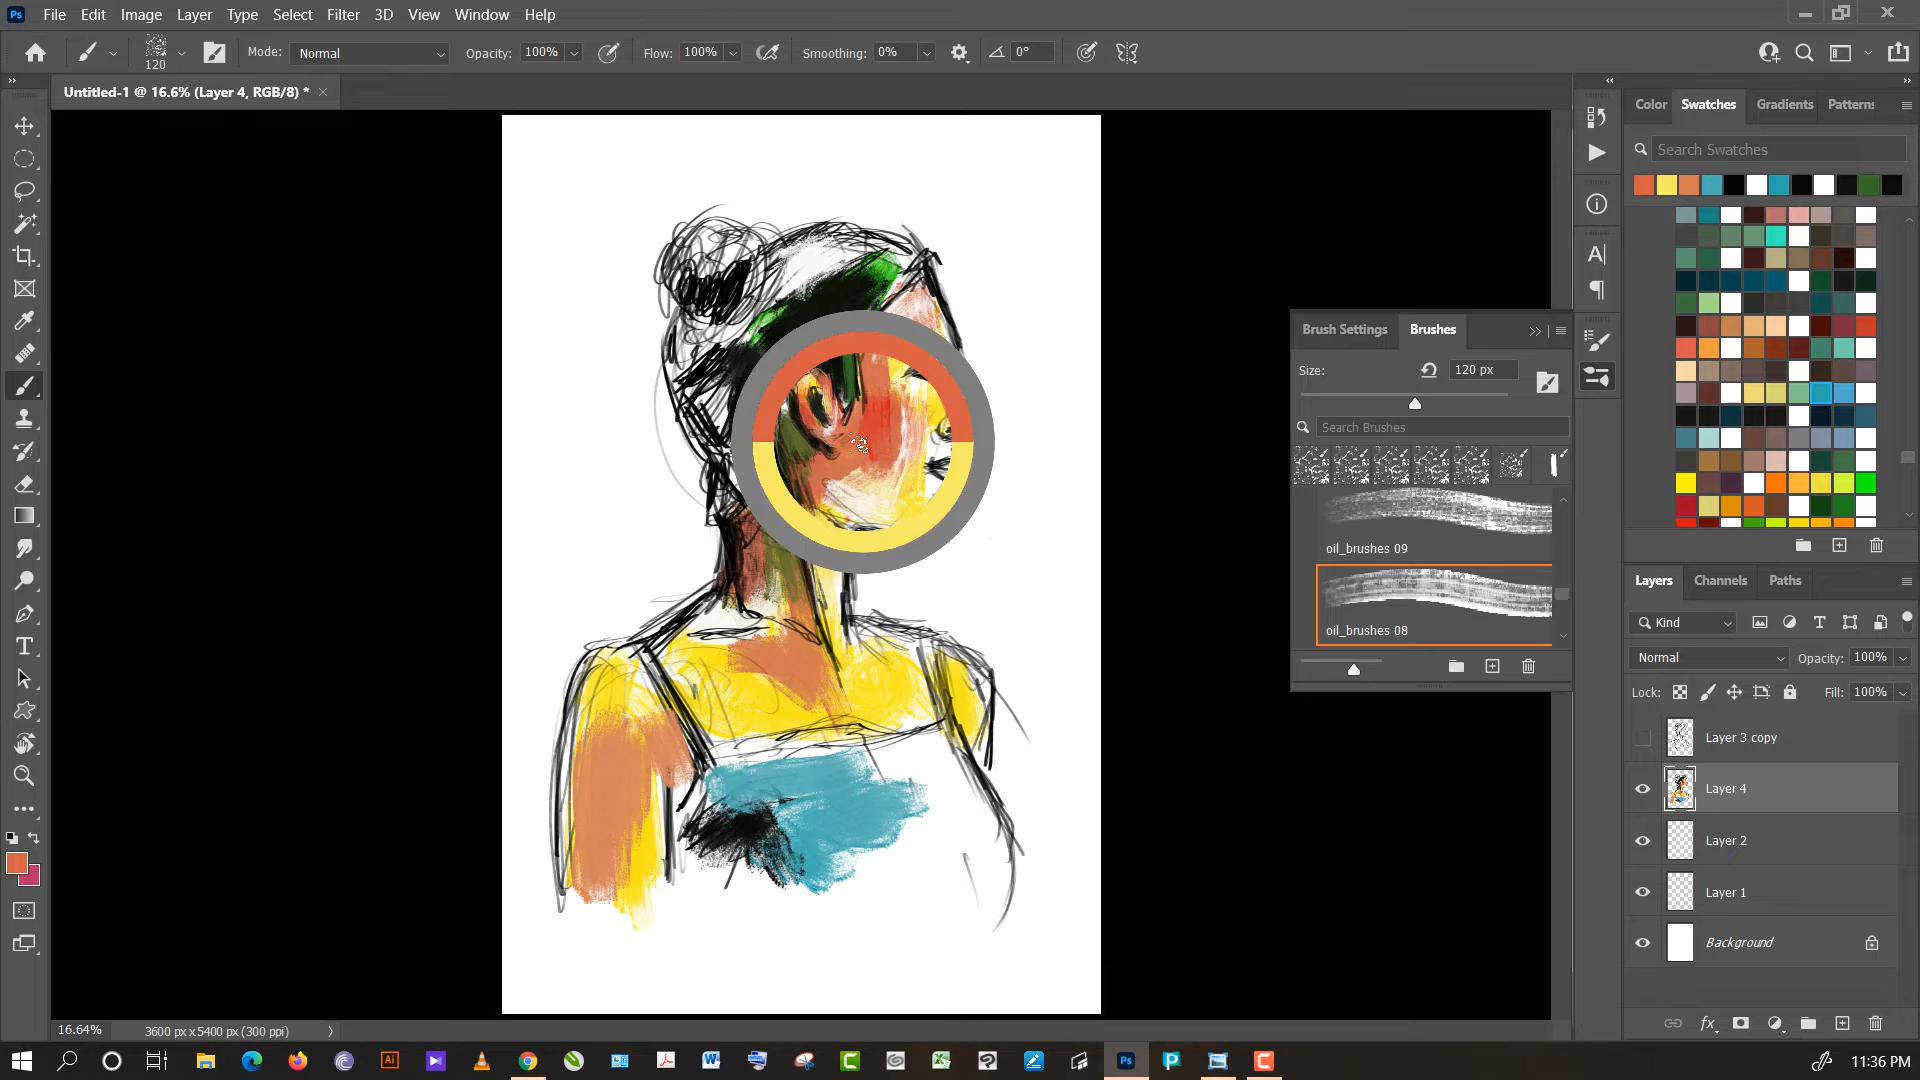 Ps File Edit Image Layer Type Select Filter 3D View Window Help
120 Mode: Normal Opacity: 100% Flow: 100% Smoothing: 0% 0°
Untitled-1 @ 16.6% (Layer 4, RGB/8) *
Color Swatches Gradients Patterns
Search Swatches
Brush Settings Brushes
Size: 120 px
Search Brushes
oil_brushes 09
oil_brushes 08
Layers Channels Paths
Kind
Normal Opacity: 100%
Lock: Fill: 100%
Layer 3 copy
Layer 4
Layer 2
Layer 1
Background
16.64% 3600 px x 5400 px (300 ppi)
Ai Ps 11:36 PM